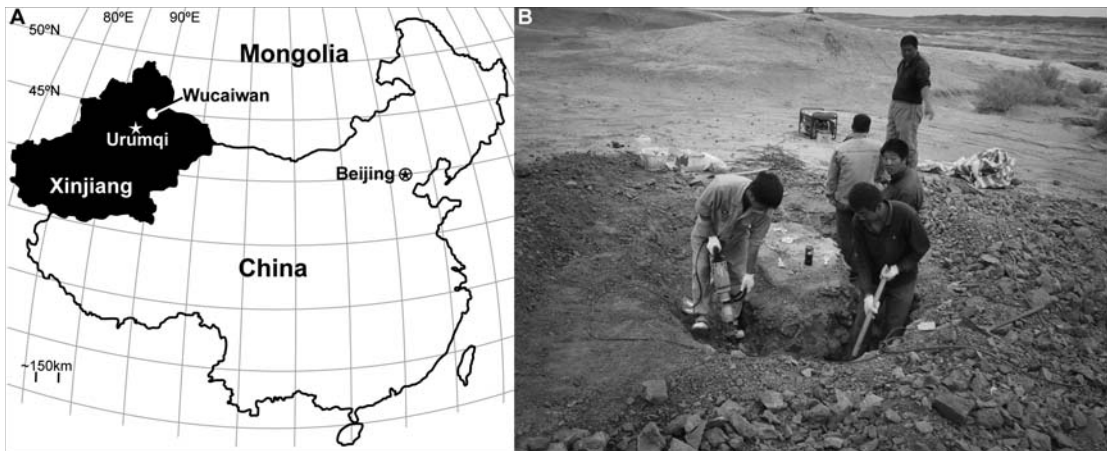 A
80ºE
90ºE
50ºN
45ºN
Mongolia
Wucaiwan
Urumqi
Xinjiang
Beijing
China
~150km
B